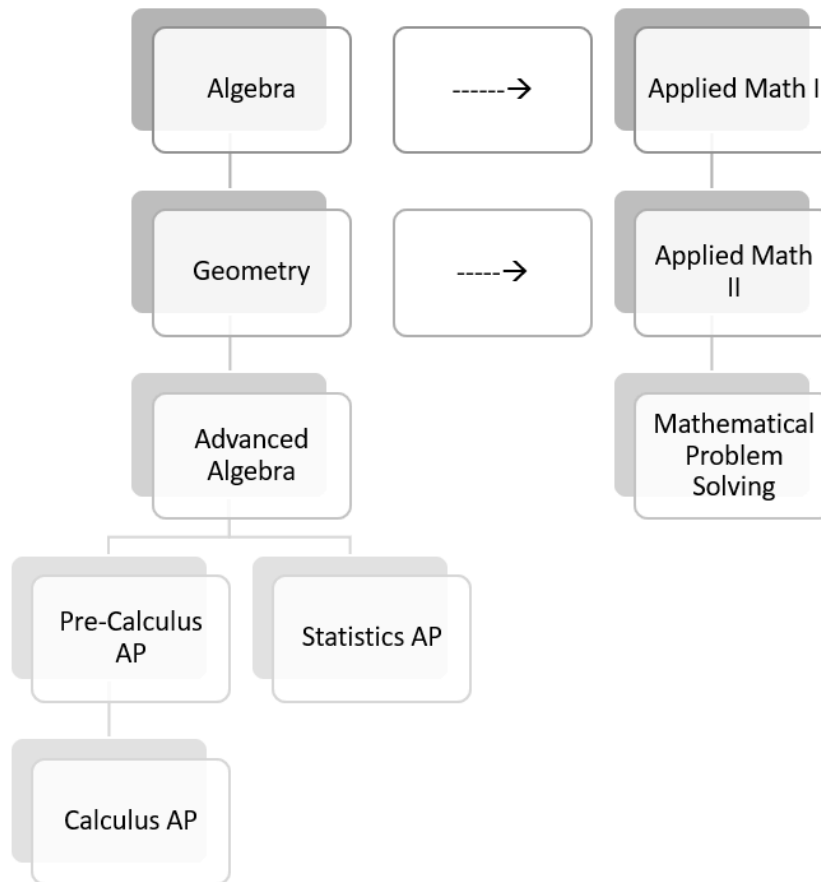 Algebra
------→
Applied Math I
Geometry
-----→
Applied Math
II
Advanced
Algebra
Mathematical
Problem
Solving
Pre-Calculus
AP
Statistics AP
Calculus AP